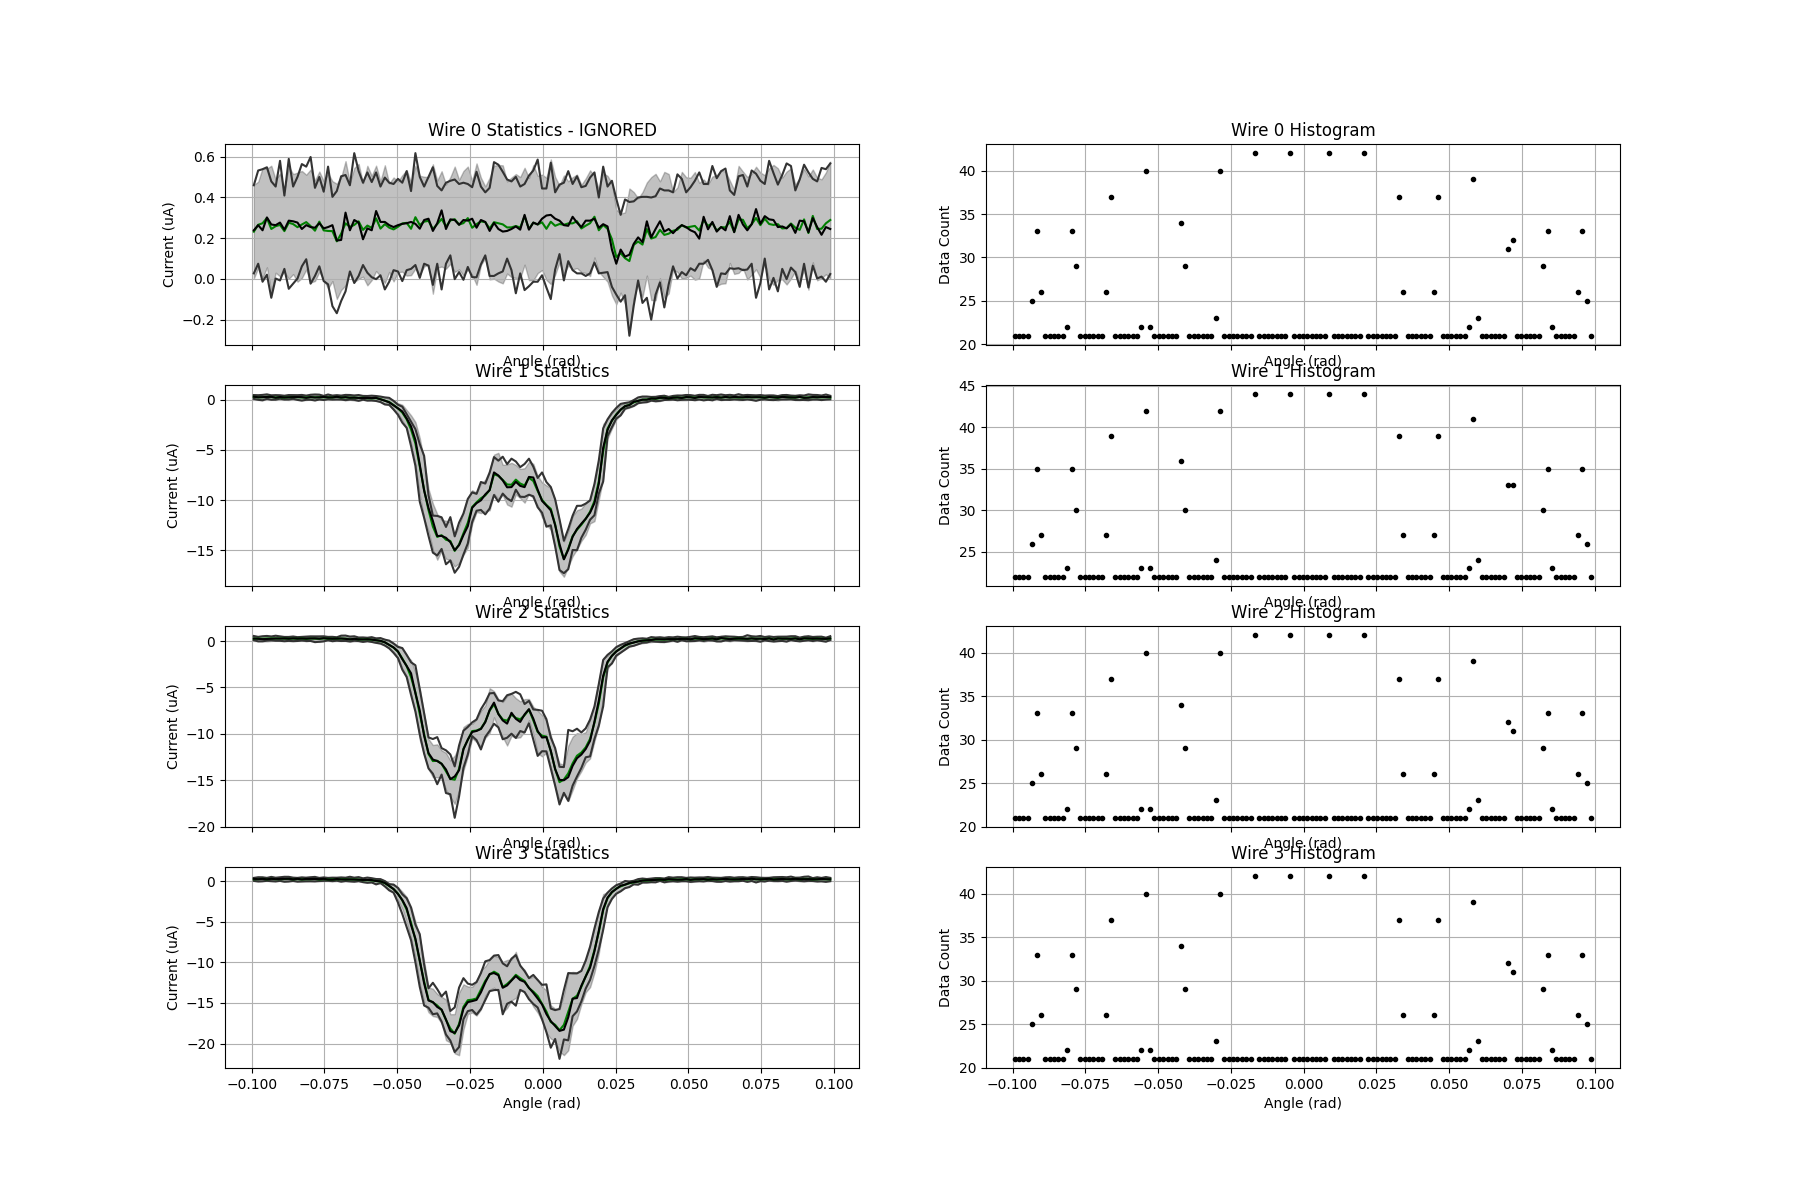 Wire 0 Statistics - IGNORED
Current (uA)
0.6
0.4
0.2
0.0
−0.2
Angle (rad)
Wire 0 Histogram
Data Count
40
35
30
25
20
Angle (rad)
Wire 1 Statistics
Current (uA)
0
−5
−10
−15
Angle (rad)
Wire 1 Histogram
Data Count
45
40
35
30
25
Angle (rad)
Wire 2 Statistics
Current (uA)
0
−5
−10
−15
−20
Angle (rad)
Wire 2 Histogram
Data Count
40
35
30
25
20
Angle (rad)
Wire 3 Statistics
Current (uA)
0
−5
−10
−15
−20
−0.100 −0.075 −0.050 −0.025 0.000 0.025 0.050 0.075 0.100
Angle (rad)
Wire 3 Histogram
Data Count
40
35
30
25
20
−0.100 −0.075 −0.050 −0.025 0.000 0.025 0.050 0.075 0.100
Angle (rad)